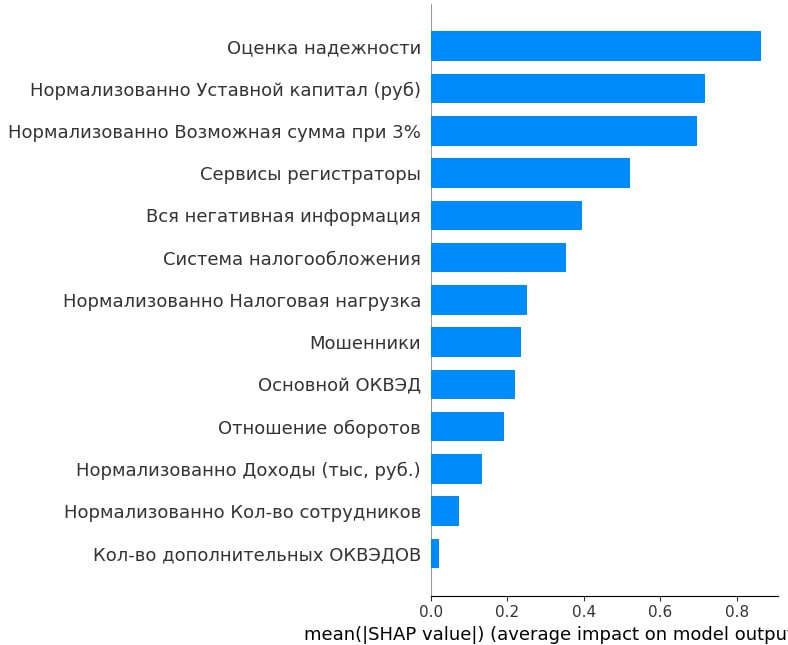 Оценка надежности
Нормализованно Уставной капитал (руб)
Нормализованно Возможная сумма при 3%
Сервисы регистраторы
Вся негативная информация
Система налогообложения
Нормализованно Налоговая нагрузка
Мошенники
Основной ОКВЭД
Отношение оборотов
Нормализованно Доходы (тыс, руб.)
Нормализованно Кол-во сотрудников
Кол-во дополнительных ОКВЭДОВ
0.0 0.2 0.4 0.6 0.8
mean(|SHAP value|) (average impact on model outpu